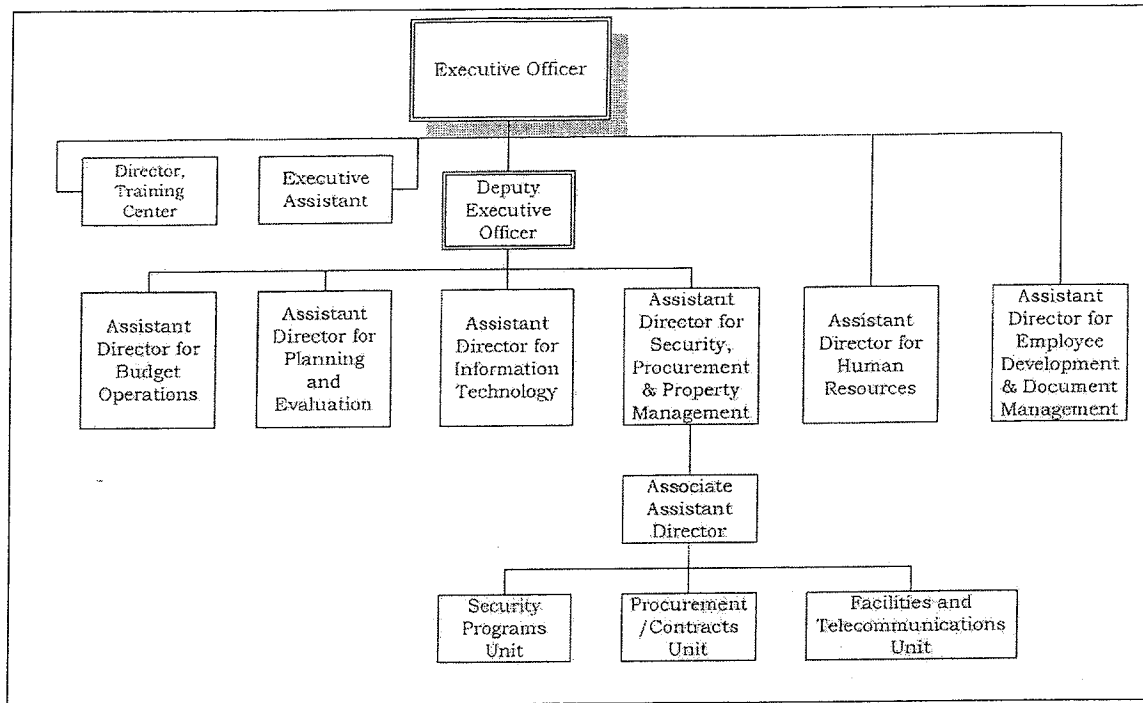 Executive Officer
Director,
Training
Center
Executive
Assistant
Deputy
Executive
Officer
Assistant
Director for
Budget
Operations
Assistant
Director for
Planning
and
Evaluation
Assistant
Director for
Information
Technology
Assistant
Director for
Security,
Procurement
& Property
Management
Assistant
Director for
Human
Resources
Assistant
Director for
Employee
Development
& Document
Management
Associate
Assistant
Director
Security
Programs
Unit
Procurement
/Contracts
Unit
Facilities and
Telecommunications
Unit